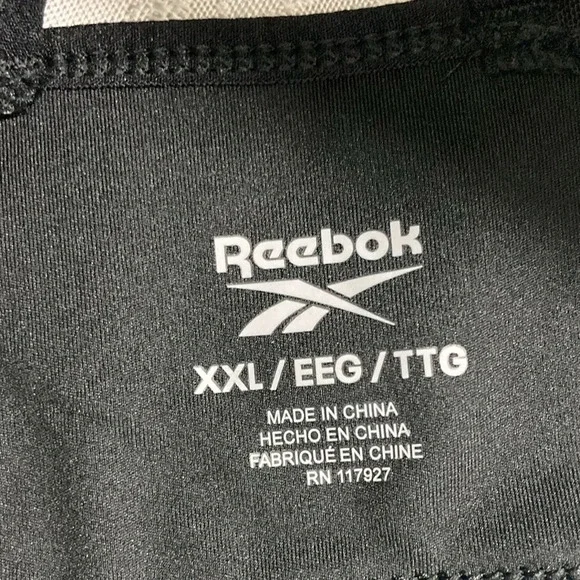 Reebok
XXL / EEG / TTG
MADE IN CHINA
HECHO EN CHINA
FABRIQUÉ EN CHINE
RN 117927